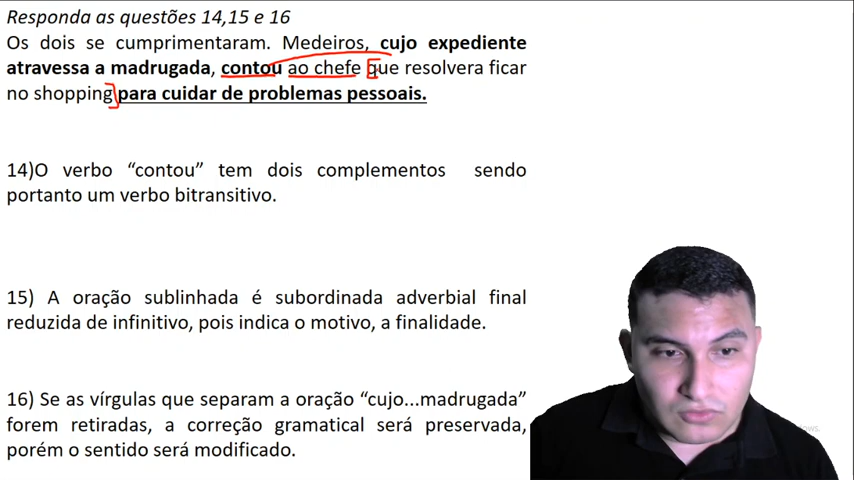 Responda as questões 14,15 e 16
Os dois se cumprimentaram. Medeiros, cujo expediente
atravessa a madrugada, contou ao chefe que resolvera ficar
no shopping para cuidar de problemas pessoais.
14)O verbo “contou” tem dois complementos sendo
portanto um verbo bitransitivo.
15) A oração sublinhada é subordinada adverbial final
reduzida de infinitivo, pois indica o motivo, a finalidade.
16) Se as vírgulas que separam a oração “cujo...madrugada”
forem retiradas, a correção gramatical será preservada,
porém o sentido será modificado.